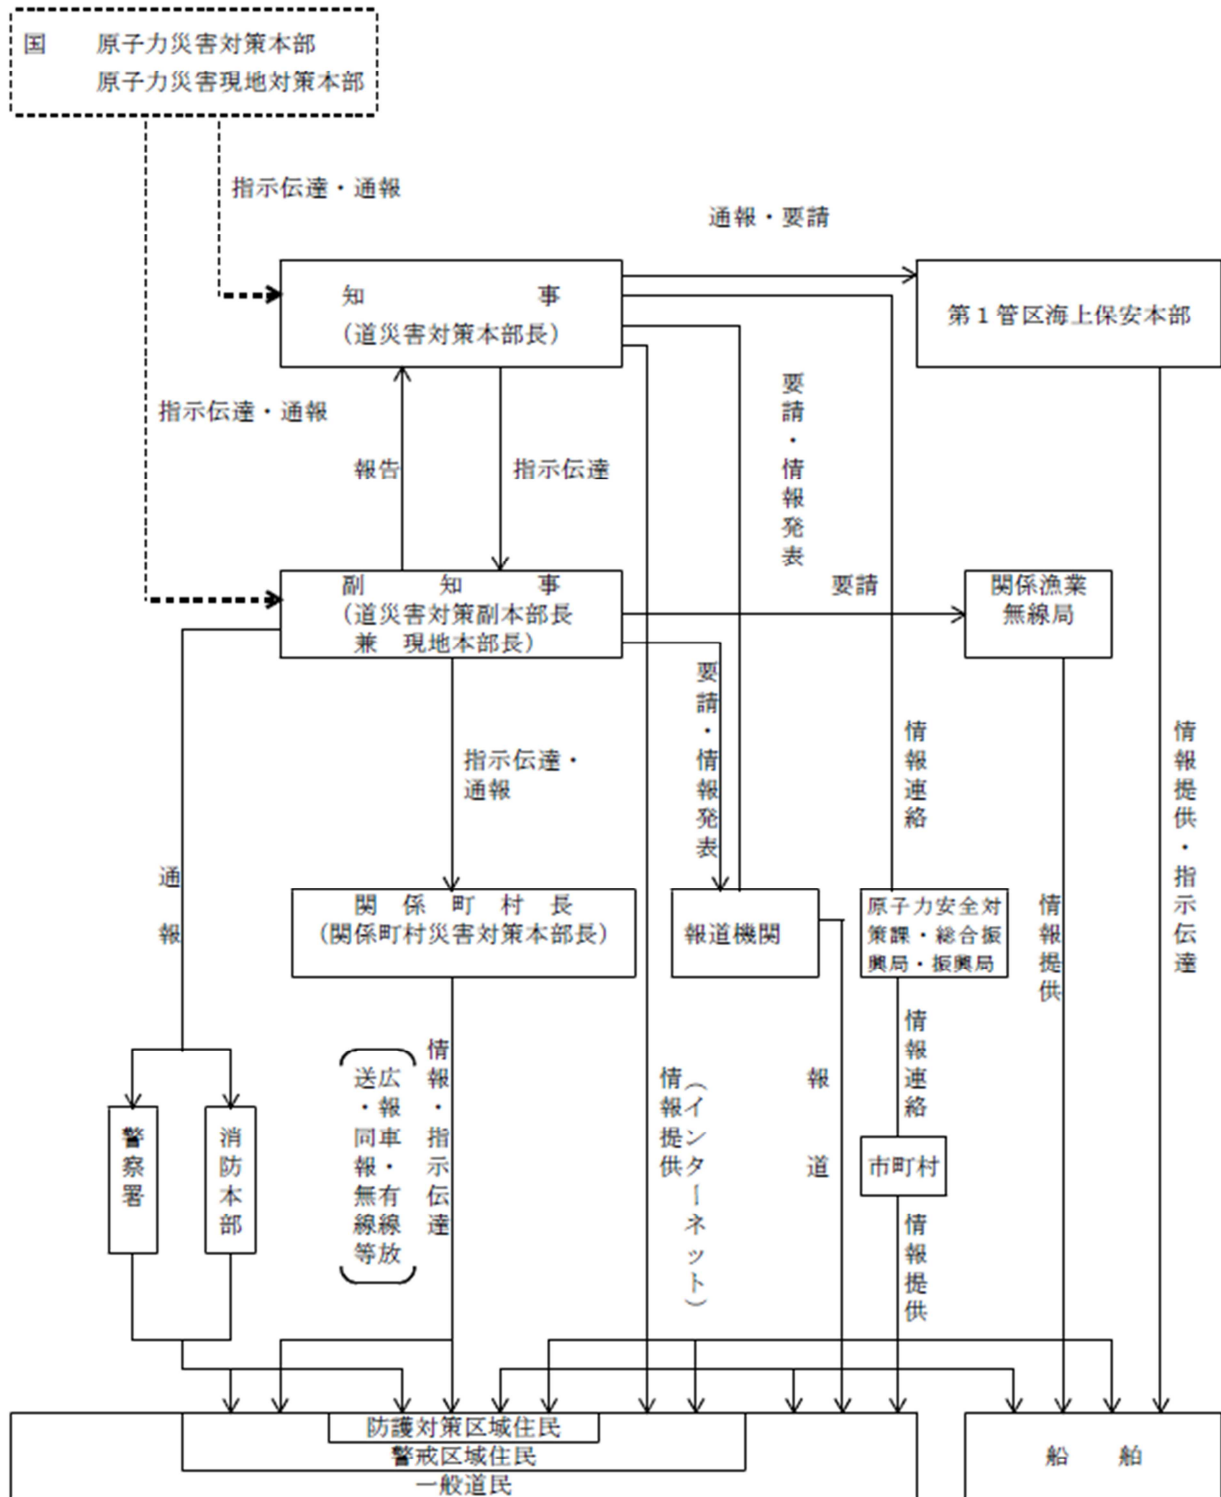 国　原子力災害対策本部
原子力災害現地対策本部
指示伝達・通報
通報・要請
知　事
（道災害対策本部長）
第１管区海上保安本部
指示伝達・通報
報告
指示伝達
要請・情報発表
副　知　事
（道災害対策副本部長
兼　現地本部長）
要請
関係漁業
無線局
要請・情報発表
指示伝達・
通報
情報連絡
情報提供・指示伝達
通報
関係町村長
（関係町村災害対策本部長）
報道機関
原子力安全対
策課・総合振
興局・振興局
情報提供
警察署
消防本部
広報車・有線放
送・同報無線等
情報・指示伝達
（インターネット）
情報提供
報道
情報連絡
市町村
情報提供
防護対策区域住民
警戒区域住民
一般道民
船　舶